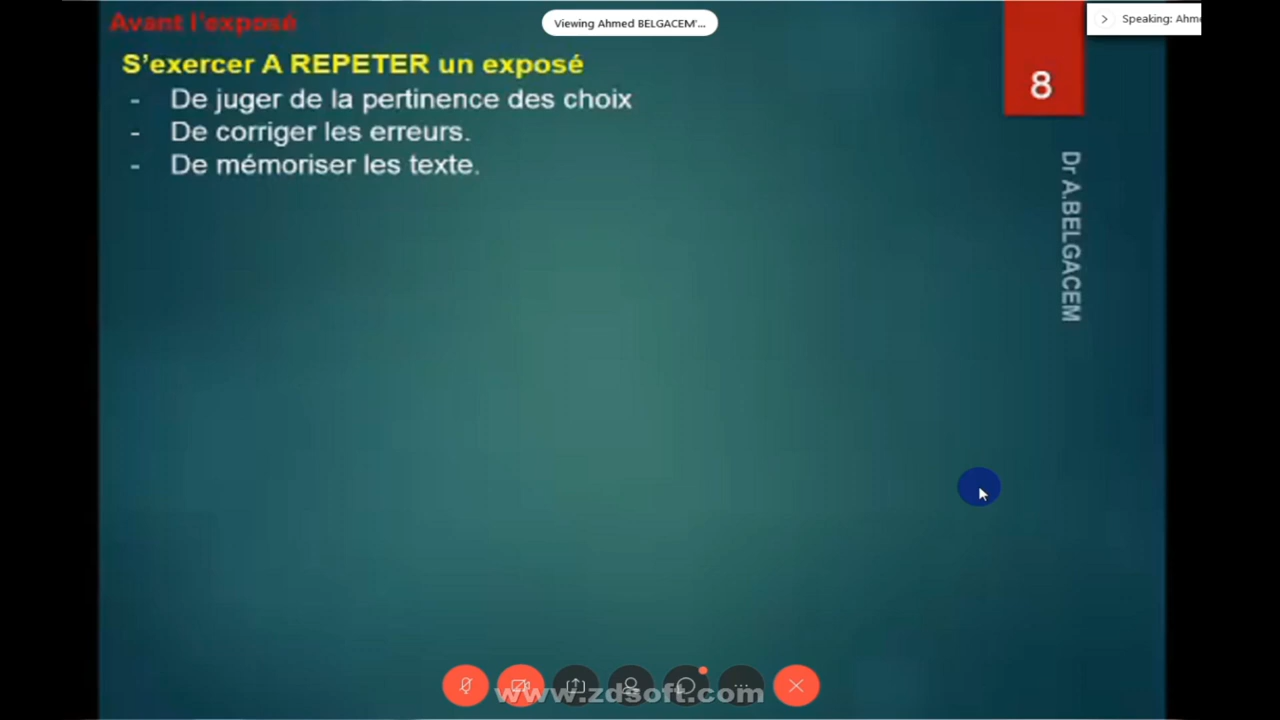 Avant l'exposé
Viewing Ahmed BELGACEM'...
Speaking: Ahm
S'exercer A REPETER un exposé
8
- De juger de la pertinence des choix
- De corriger les erreurs.
- De mémoriser les texte.
Dr A.BELGACEM
www.zdsoft.com